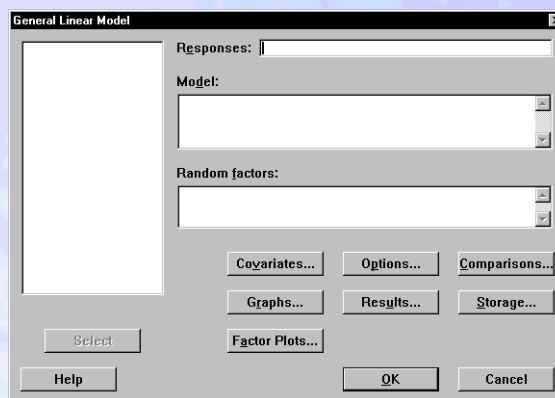 General Linear Model
Responses:
Model:
Random factors:
Covariates... Options... Comparisons...
Graphs... Results... Storage...
Select Factor Plots...
Help OK Cancel